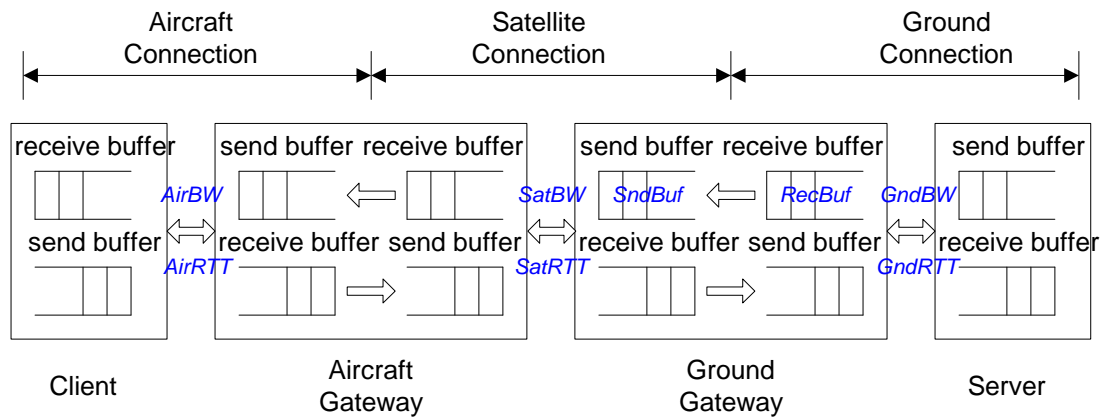 Aircraft
Connection
Satellite
Connection
Ground
Connection
receive buffer
send buffer
receive buffer
send buffer
receive buffer
send buffer
AirBW
SatBW
SndBuf
RecBuf
GndBW
send buffer
receive buffer
send buffer
receive buffer
send buffer
receive buffer
AirRTT
SatRTT
GndRTT
Client
Aircraft
Gateway
Ground
Gateway
Server